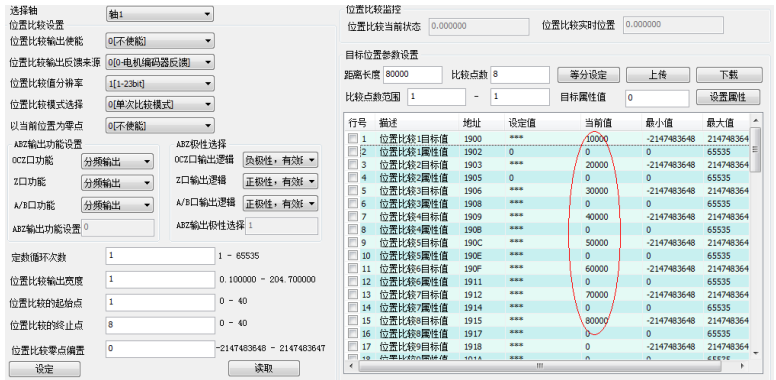 选择轴 轴1
位置比较设置
位置比较输出使能 0[不使能]
位置比较输出反馈来源 0[0-电机编码器反馈]
位置比较值分辨率 1[1-23bit]
位置比较模式选择 0[单次比较模式]
以当前位置为零点 0[不使能]
ABZ输出功能设置
OCZ口功能 分频输出
Z口功能 分频输出
A/B口功能 分频输出
ABZ输出功能设置 0
ABZ极性选择
OCZ口输出逻辑 负极性，有效
Z口输出逻辑 正极性，有效
A/B口输出逻辑 正极性，有效
ABZ输出极性选择 1
定数循环次数 1 1 - 65535
位置比较输出宽度 1 0.100000 - 204.700000
位置比较的起始点 1 0 - 40
位置比较的终止点 8 0 - 40
位置比较零点偏置 0 -2147483648 - 2147483647
设定 读取
位置比较监控
位置比较当前状态 0.000000 位置比较实时位置 0.000000
目标位置参数设置
距离长度 80000 比较点数 8 等分设定 上传 下载
比较点数范围 1 - 1 目标属性值 0 设置属性
行号 描述 地址 设定值 当前值 最小值 最大值
1 位置比较1目标值 1900 *** 10000 -2147483648 214748364
2 位置比较1属性值 1902 0 0 0 65535
3 位置比较2目标值 1903 *** 20000 -2147483648 214748364
4 位置比较2属性值 1905 0 0 0 65535
5 位置比较3目标值 1906 *** 30000 -2147483648 214748364
6 位置比较3属性值 1908 *** 0 0 65535
7 位置比较4目标值 1909 *** 40000 -2147483648 214748364
8 位置比较4属性值 190B *** 0 0 65535
9 位置比较5目标值 190C *** 50000 -2147483648 214748364
10 位置比较5属性值 190E *** 0 0 65535
11 位置比较6目标值 190F *** 60000 -2147483648 214748364
12 位置比较6属性值 1911 *** 0 0 65535
13 位置比较7目标值 1912 *** 70000 -2147483648 214748364
14 位置比较7属性值 1914 *** 0 0 65535
15 位置比较8目标值 1915 *** 80000 -2147483648 214748364
16 位置比较8属性值 1917 *** 0 0 65535
17 位置比较9目标值 1918 *** 0 -2147483648 214748364
18 位置比较9属性值 191A *** 0 0 65535